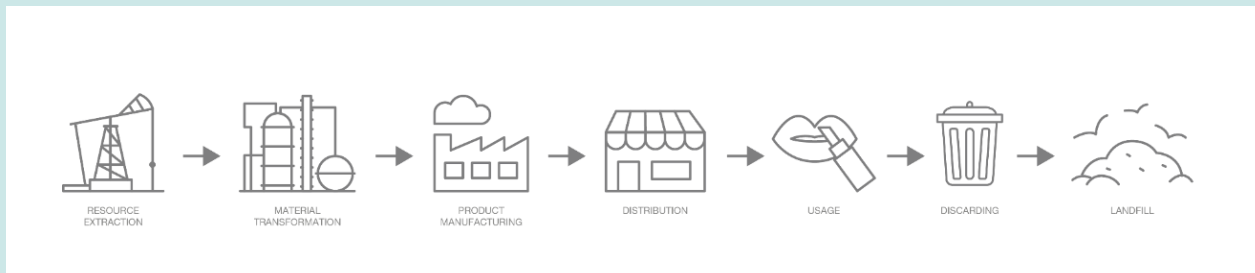 RESOURCE
EXTRACTION
MATERIAL
TRANSFORMATION
PRODUCT
MANUFACTURING
DISTRIBUTION
USAGE
DISCARDING
LANDFILL